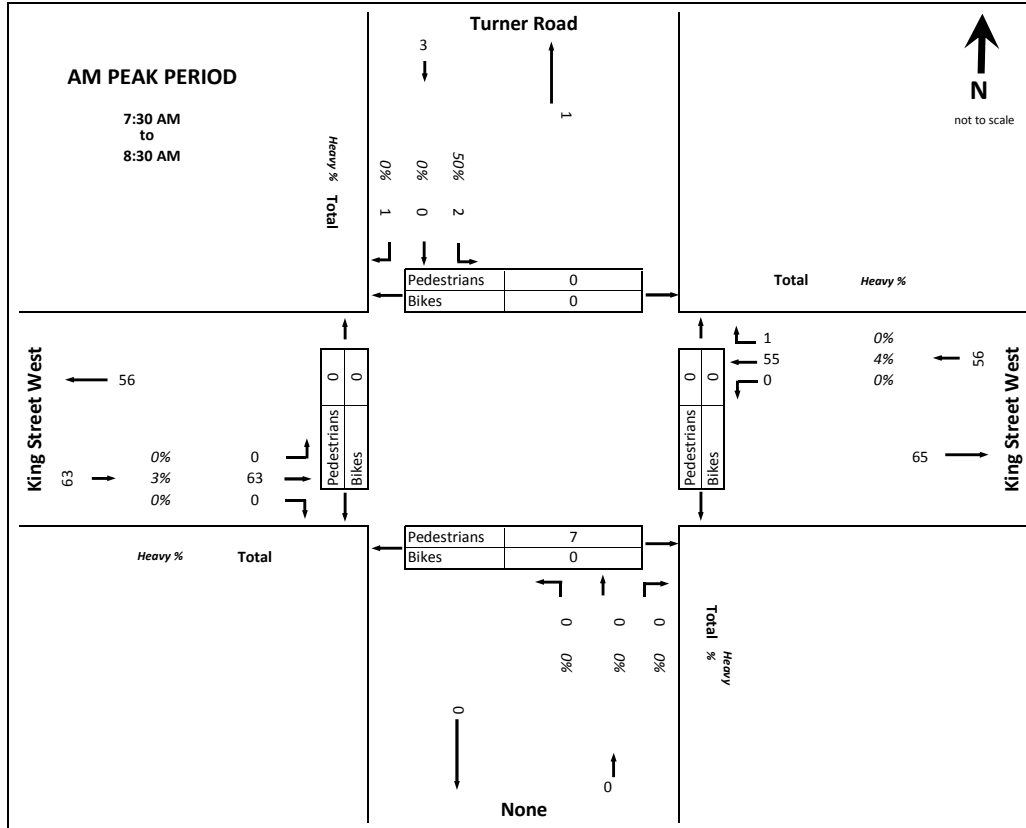 Turner Road
AM PEAK PERIOD
7:30 AM
to
8:30 AM
N
not to scale
3
1
Heavy % Total
0% 0% 50%
1 0 2
Pedestrians 0
Bikes 0
Total Heavy %
1 0%
55 4%
0 0%
56
King Street West
65
King Street West
56
63
0% 0
3% 63
0% 0
Heavy % Total
Pedestrians 0
Bikes 0
Pedestrians 0
Bikes 0
Pedestrians 7
Bikes 0
0 0 0
0% 0% 0%
Total
Heavy
%
0
0
None